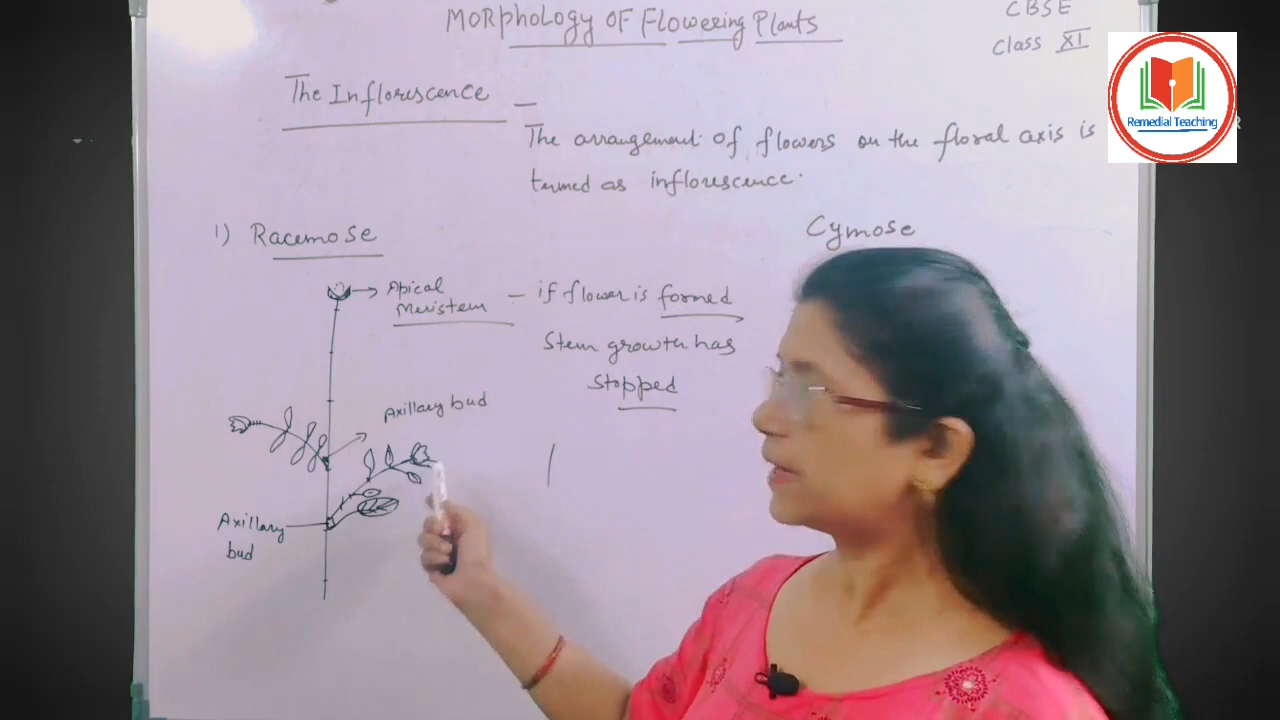 MORPhology OF Flowering Plants
CBSE
Class XI
Remedial Teaching
The Inflorescence –
The arrangement of flowers on the floral axis is
termed as inflorescence.
1) Racemose
Cymose
Apical
Meristem – if flower is formed
Stem growth has
Stopped
Axillary bud
Axillary
bud